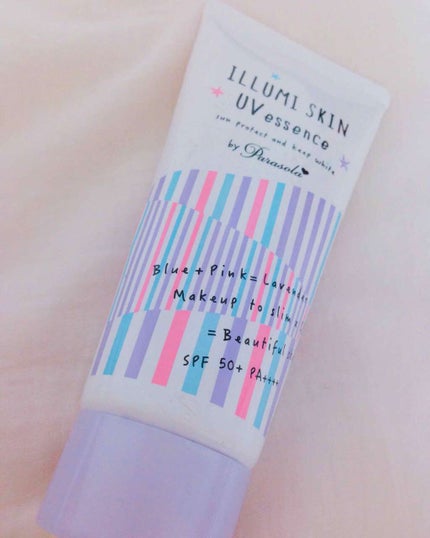 ILLUMI SKIN
UV essence
sun protect and keep white
by Parasola
Blue + Pink = Lavender
Makeup to slim
= Beautiful
SPF 50+ PA++++